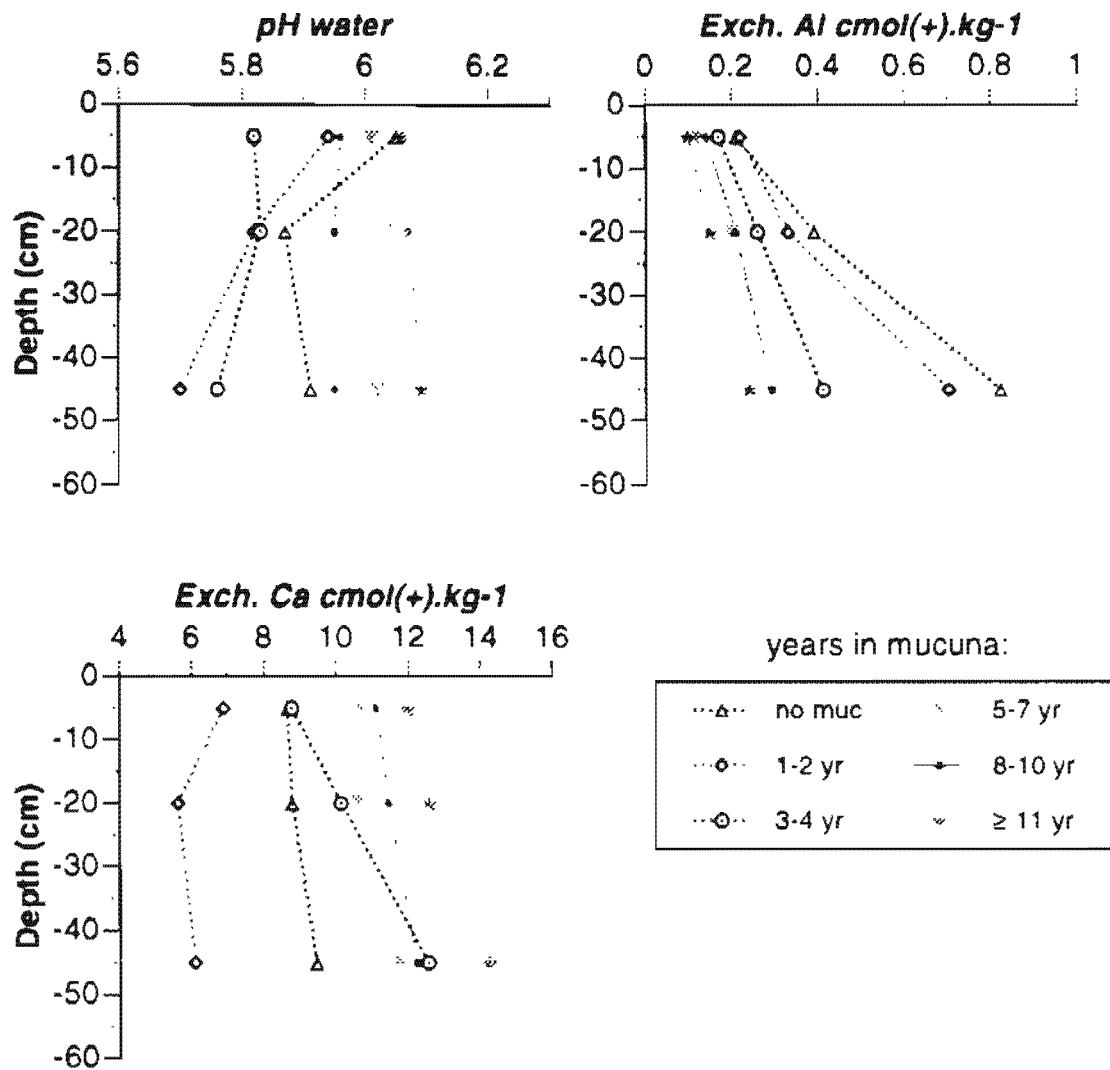 pH water
5.6 5.8 6 6.2
0
-10
-20
-30
-40
-50
-60
Depth (cm)
Exch. Al cmol(+).kg-1
0 0.2 0.4 0.6 0.8 1
0
-10
-20
-30
-40
-50
-60
Exch. Ca cmol(+).kg-1
4 6 8 10 12 14 16
0
-10
-20
-30
-40
-50
-60
Depth (cm)
years in mucuna:
no muc 5-7 yr
1-2 yr 8-10 yr
3-4 yr ≥ 11 yr